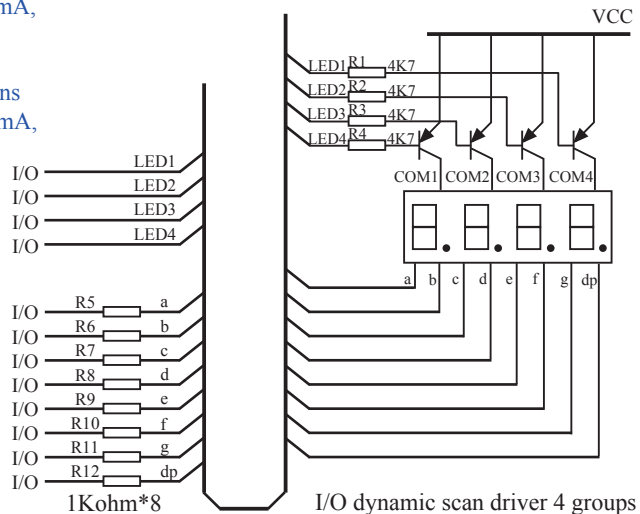 mA,
ns
mA,
VCC
LED1 R1 4K7
LED2 R2 4K7
LED3 R3 4K7
LED4 R4 4K7
COM1 COM2 COM3 COM4
a b c d e f g dp
I/O LED1
I/O LED2
I/O LED3
I/O LED4
I/O R5 a
I/O R6 b
I/O R7 c
I/O R8 d
I/O R9 e
I/O R10 f
I/O R11 g
I/O R12 dp
1Kohm*8
I/O dynamic scan driver 4 groups